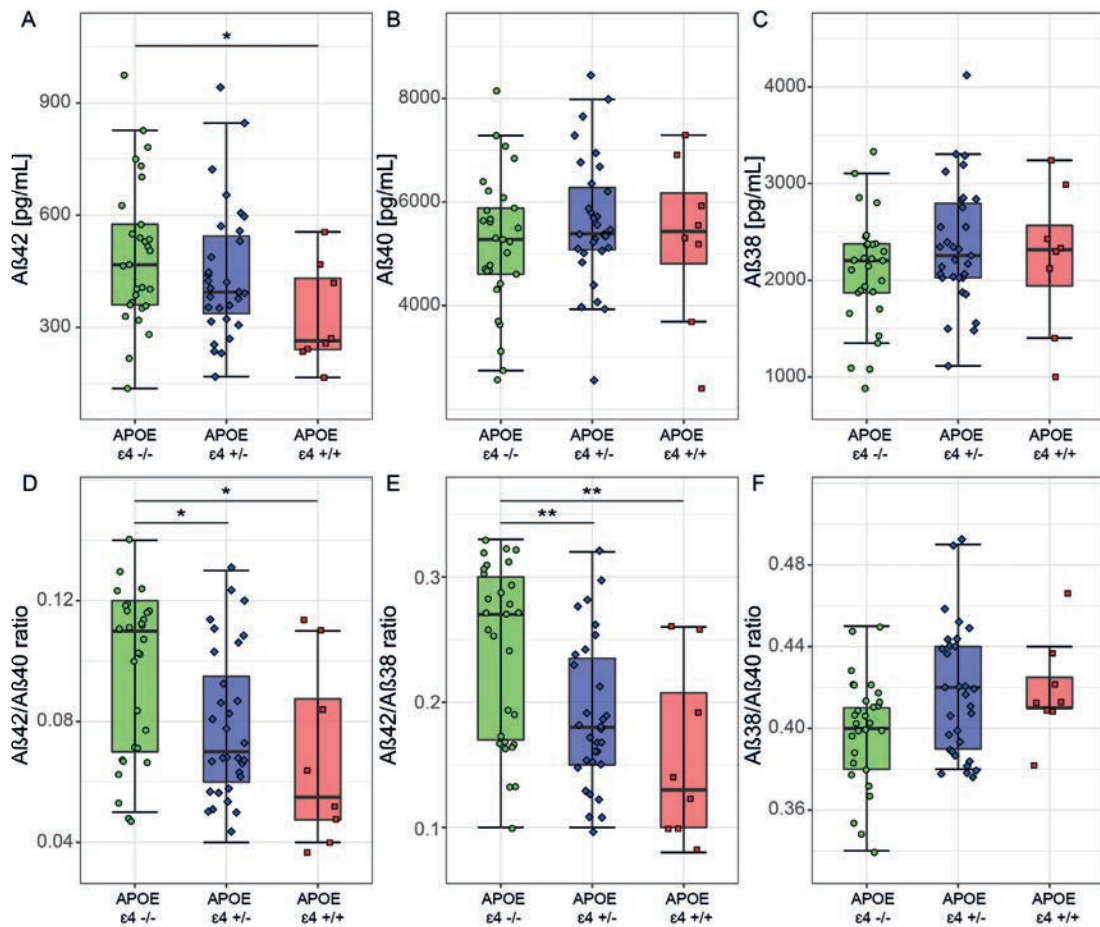 A
B
C
*
Aß42 [pg/mL]
900
600
300
Aß40 [pg/mL]
8000
6000
4000
Aß38 [pg/mL]
4000
3000
2000
1000
APOE ε4 -/-
APOE ε4 +/-
APOE ε4 +/+
APOE ε4 -/-
APOE ε4 +/-
APOE ε4 +/+
APOE ε4 -/-
APOE ε4 +/-
APOE ε4 +/+
D
E
F
*
*
**
**
Aß42/Aß40 ratio
0.12
0.08
0.04
Aß42/Aß38 ratio
0.3
0.2
0.1
Aß38/Aß40 ratio
0.48
0.44
0.40
0.36
APOE ε4 -/-
APOE ε4 +/-
APOE ε4 +/+
APOE ε4 -/-
APOE ε4 +/-
APOE ε4 +/+
APOE ε4 -/-
APOE ε4 +/-
APOE ε4 +/+